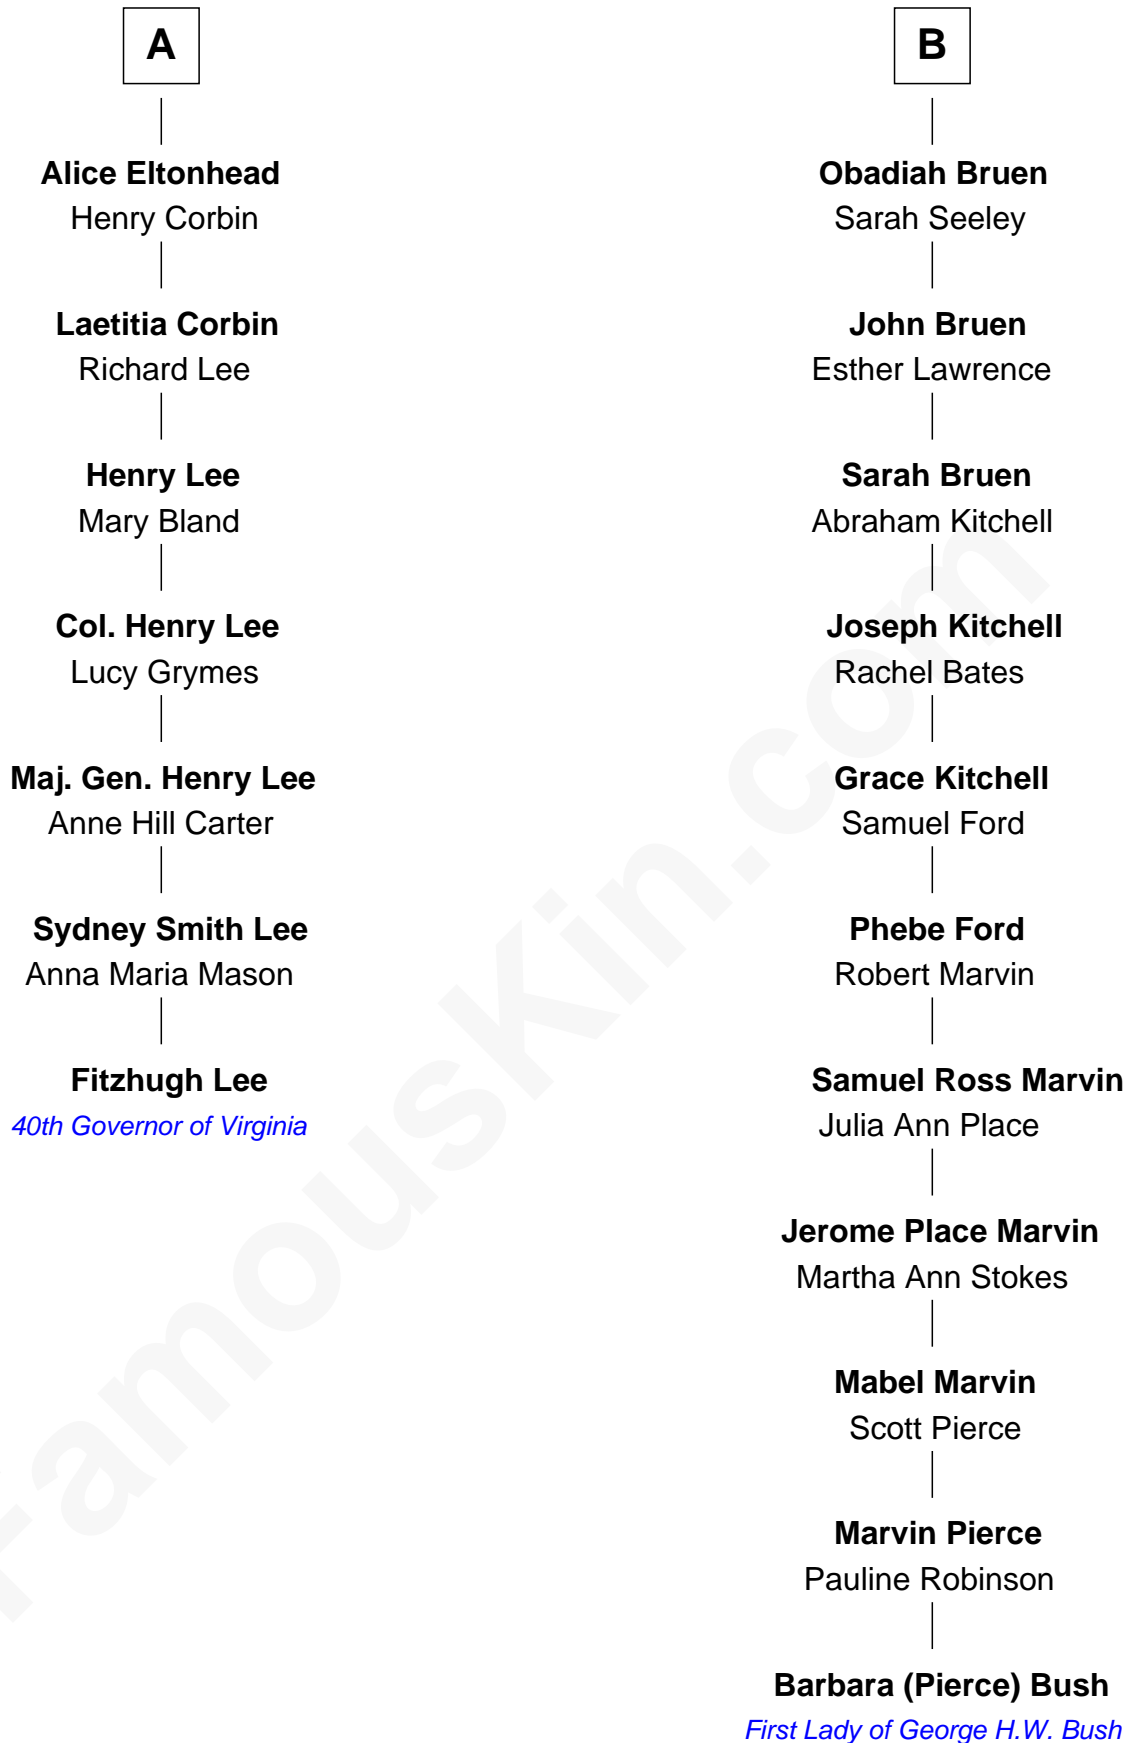 A
Alice Eltonhead
Henry Corbin
Laetitia Corbin
Richard Lee
Henry Lee
Mary Bland
Col. Henry Lee
Lucy Grymes
Maj. Gen. Henry Lee
Anne Hill Carter
Sydney Smith Lee
Anna Maria Mason
Fitzhugh Lee
40th Governor of Virginia
B
Obadiah Bruen
Sarah Seeley
John Bruen
Esther Lawrence
Sarah Bruen
Abraham Kitchell
Joseph Kitchell
Rachel Bates
Grace Kitchell
Samuel Ford
Phebe Ford
Robert Marvin
Samuel Ross Marvin
Julia Ann Place
Jerome Place Marvin
Martha Ann Stokes
Mabel Marvin
Scott Pierce
Marvin Pierce
Pauline Robinson
Barbara (Pierce) Bush
First Lady of George H.W. Bush
FamousKin.com